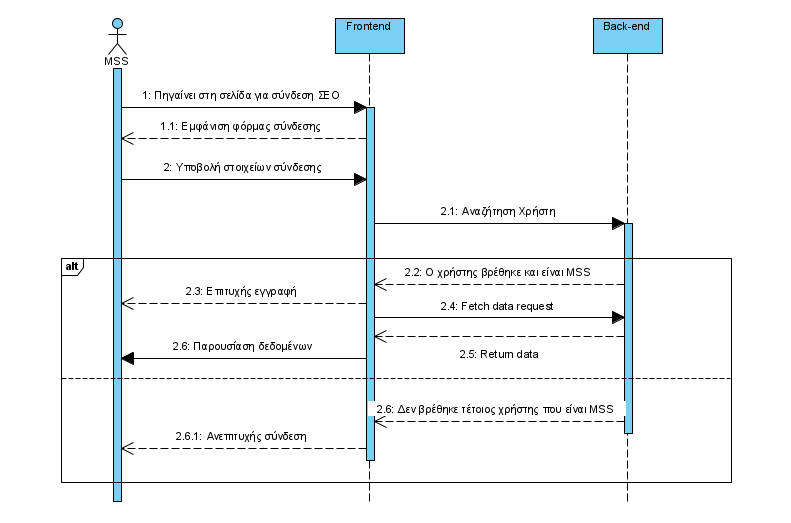 Frontend
Back-end
MSS
1: Πηγαίνει στη σελίδα για σύνδεση ΣΕΟ
1.1: Εμφάνιση φόρμας σύνδεσης
2: Υποβολή στοιχείων σύνδεσης
2.1: Αναζήτηση Χρήστη
alt
2.2: Ο χρήστης βρέθηκε και είναι MSS
2.3: Επιτυχής εγγραφή
2.4: Fetch data request
2.6: Παρουσίαση δεδομένων
2.5: Return data
2.6: Δεν βρέθηκε τέτοιος χρήστης που είναι MSS
2.6.1: Ανεπιτυχής σύνδεση